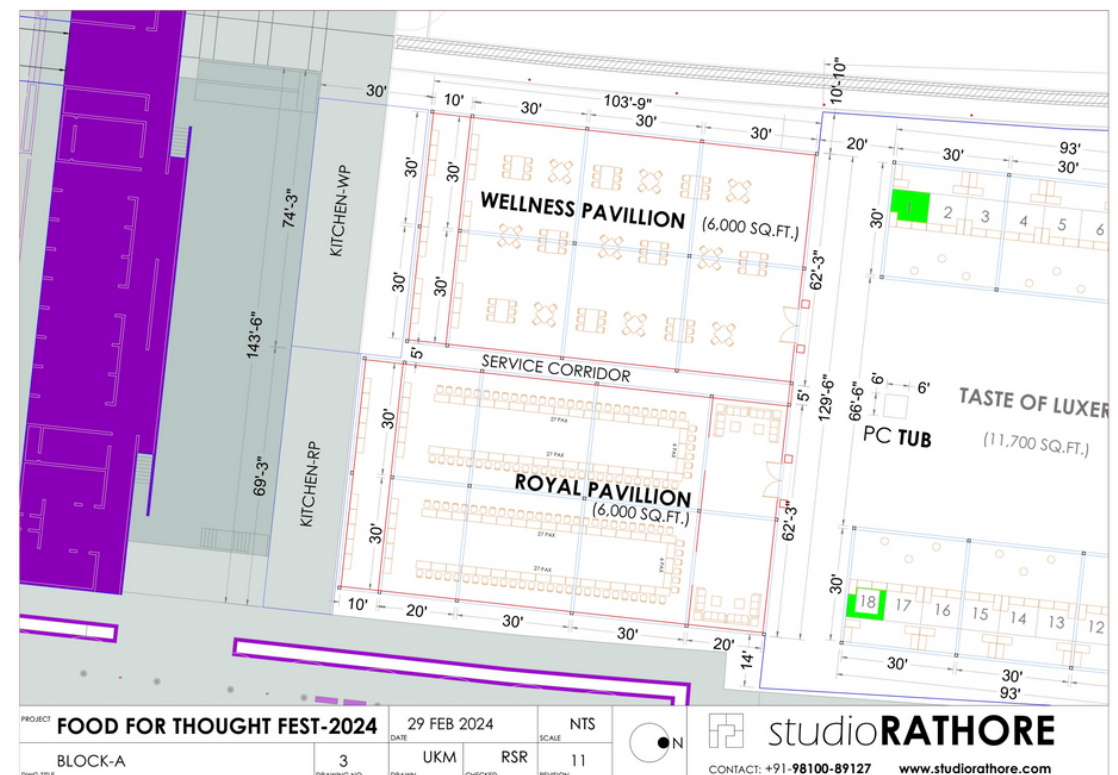 30'
10'
30'
103'-9"
30'
30'
10'-10"
20'
93'
30'
30'
KITCHEN-WP
74'-3"
30'
30'
WELLNESS PAVILLION (6,000 SQ.FT.)
30'
1 2 3 4 5 6
30'
30'
62'-3"
143'-6"
5'
SERVICE CORRIDOR
5'
129'-6"
66'-6"
6'
6'
TASTE OF LUXER
PC TUB
(11,700 SQ.FT.)
30'
27 PAX
27 PAX
6 PAX
KITCHEN-RP
69'-3"
ROYAL PAVILLION
(6,000 SQ.FT.)
62'-3"
30'
27 PAX
27 PAX
6 PAX
30'
18 17 16 15 14 13 12
10'
20'
30'
30'
20'
14'
30'
30'
93'
PROJECT FOOD FOR THOUGHT FEST-2024
29 FEB 2024
DATE
NTS
SCALE
N
studioRATHORE
BLOCK-A
DWG TITLE
3
DRAWING NO.
UKM
DRAWN
RSR
CHECKED
11
REVISION
CONTACT: +91-98100-89127 www.studiorathore.com